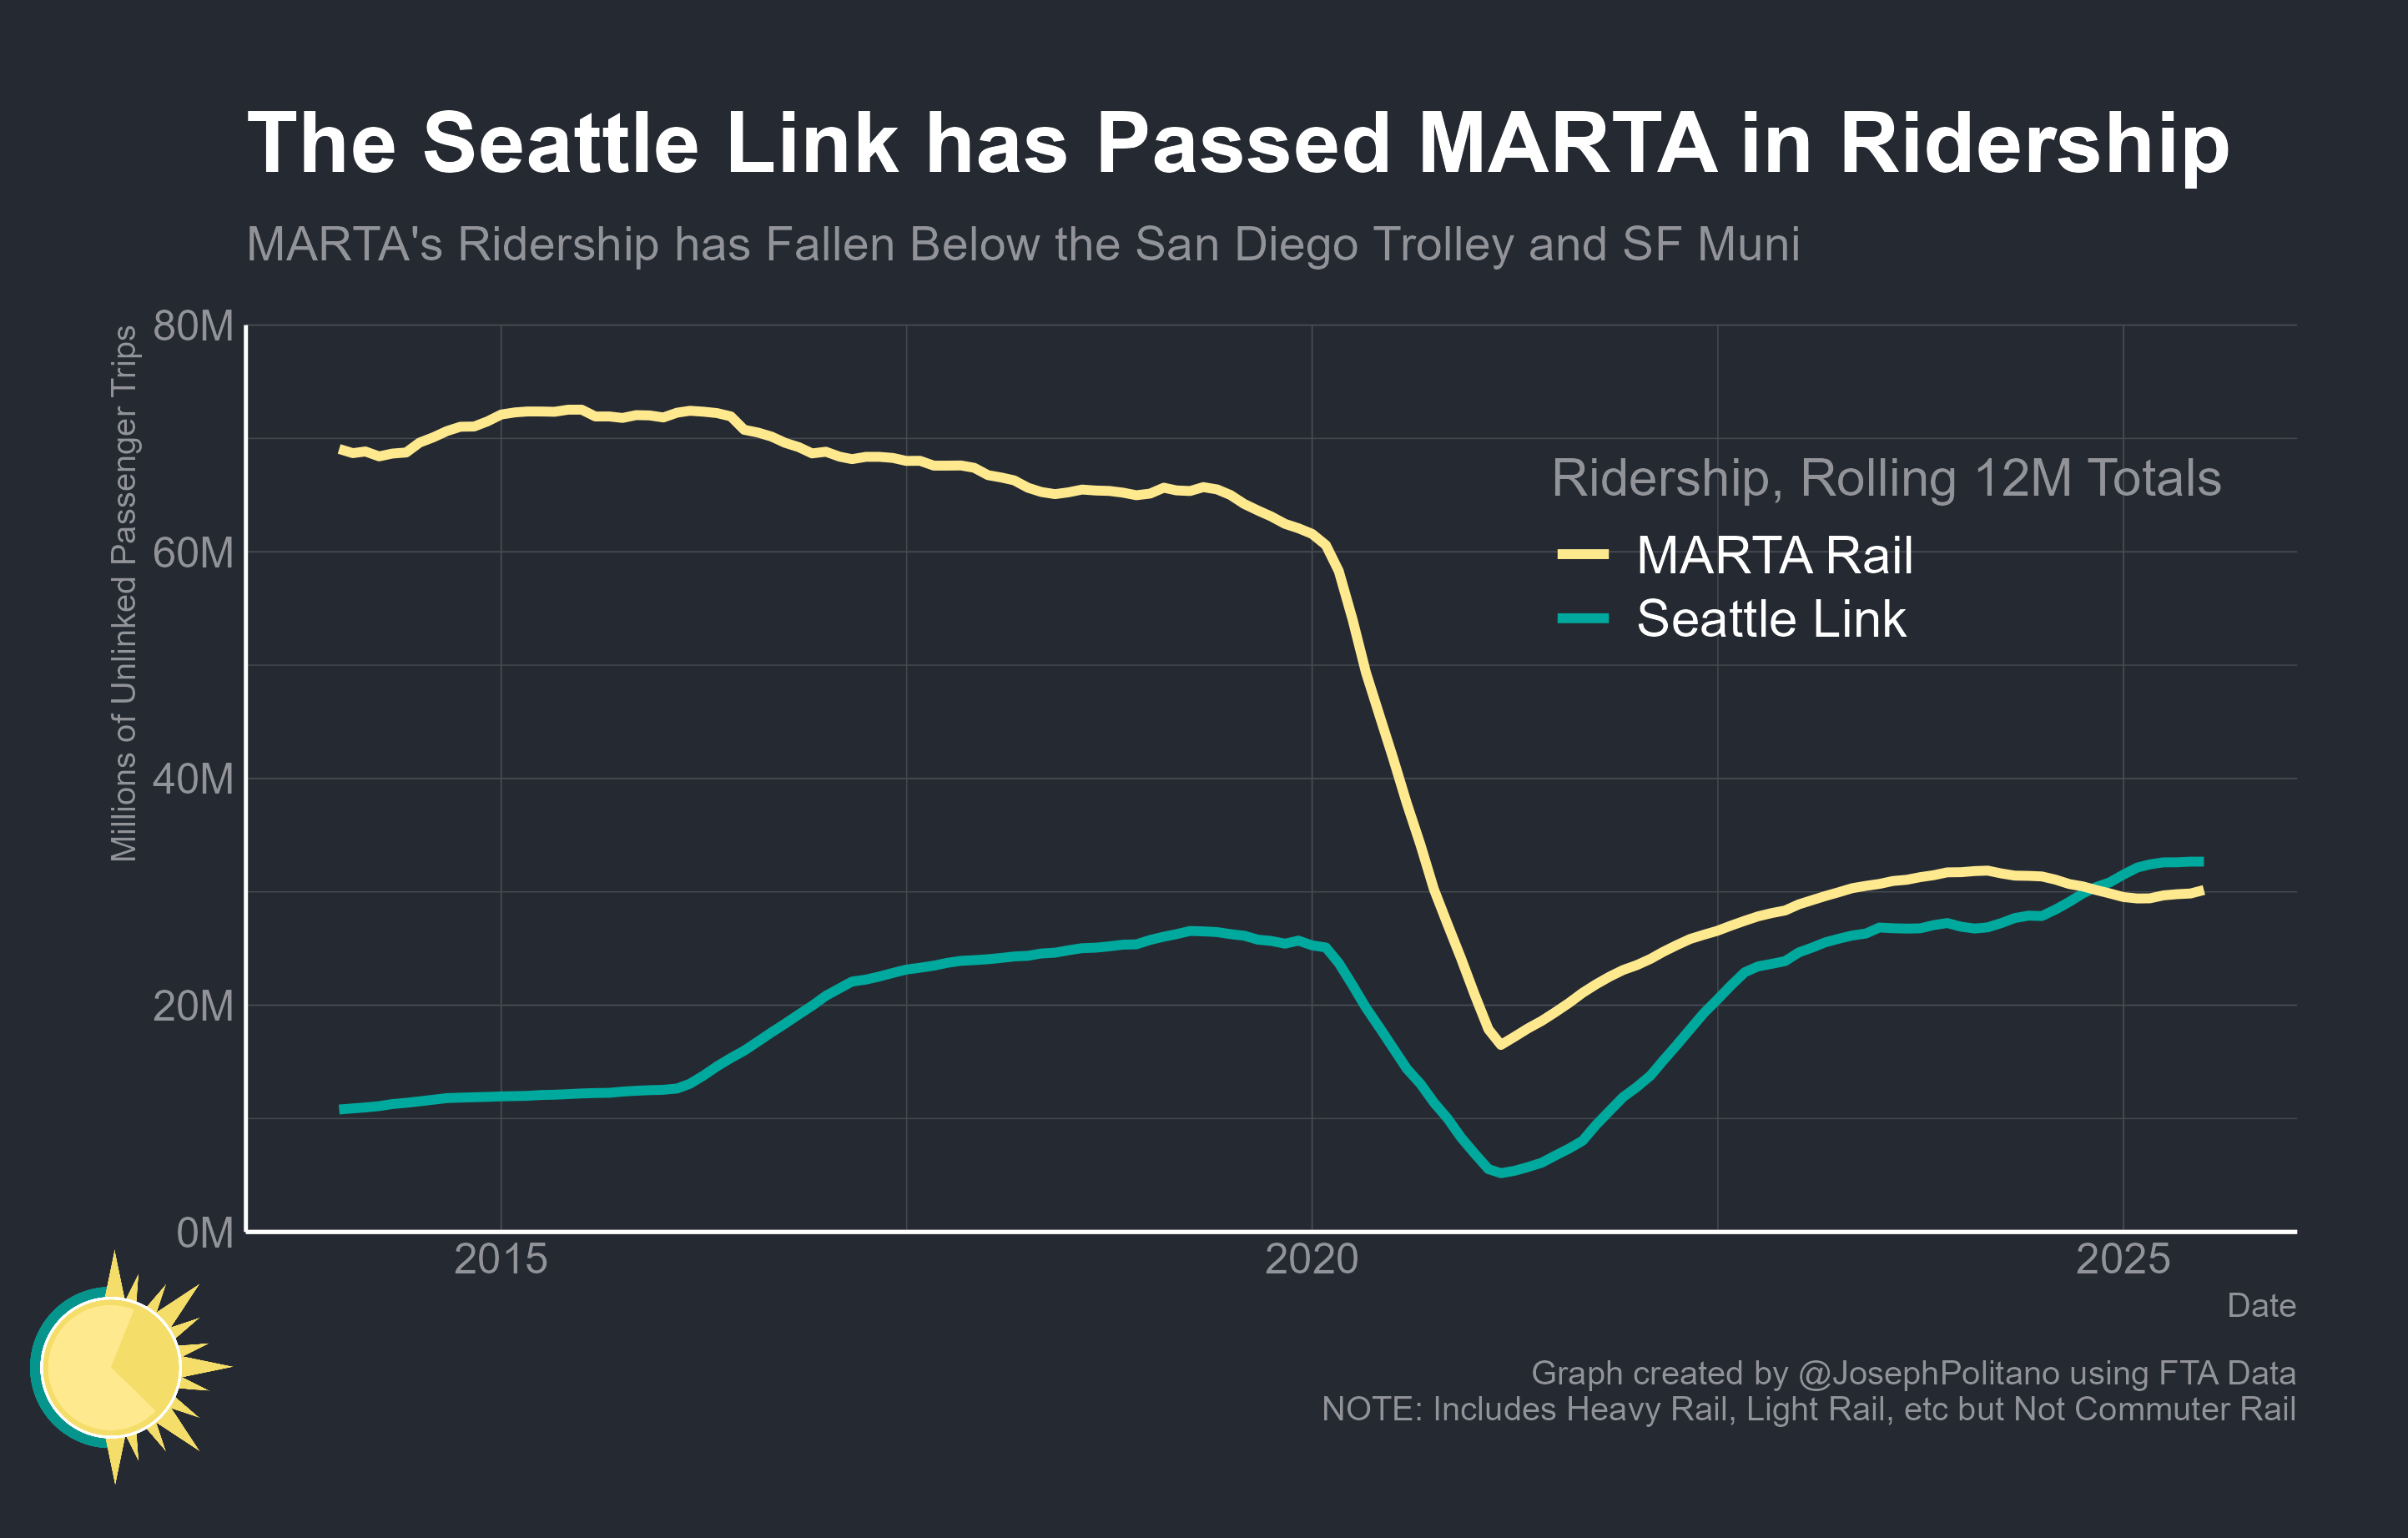 The Seattle Link has Passed MARTA in Ridership
MARTA's Ridership has Fallen Below the San Diego Trolley and SF Muni
Millions of Unlinked Passenger Trips
80M
60M
40M
20M
0M
Ridership, Rolling 12M Totals
MARTA Rail
Seattle Link
2015
2020
2025
Date
Graph created by @JosephPolitano using FTA Data
NOTE: Includes Heavy Rail, Light Rail, etc but Not Commuter Rail